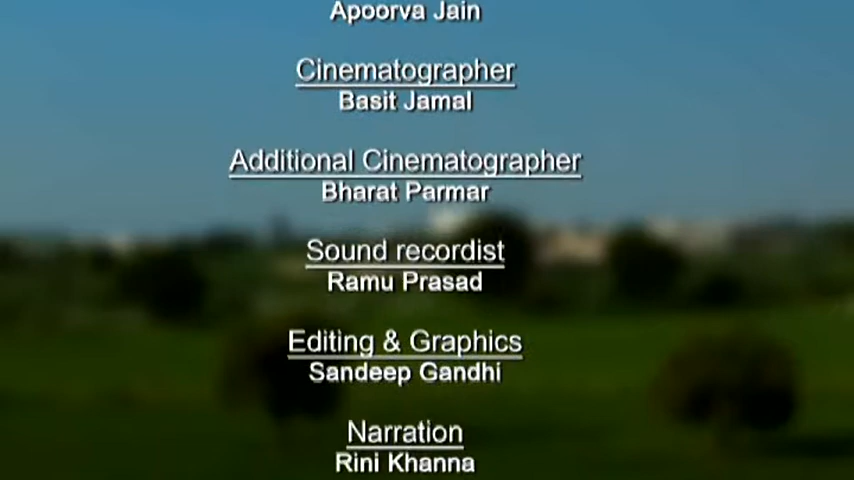 Apoorva Jain
Cinematographer
Basit Jamal
Additional Cinematographer
Bharat Parmar
Sound recordist
Ramu Prasad
Editing & Graphics
Sandeep Gandhi
Narration
Rini Khanna